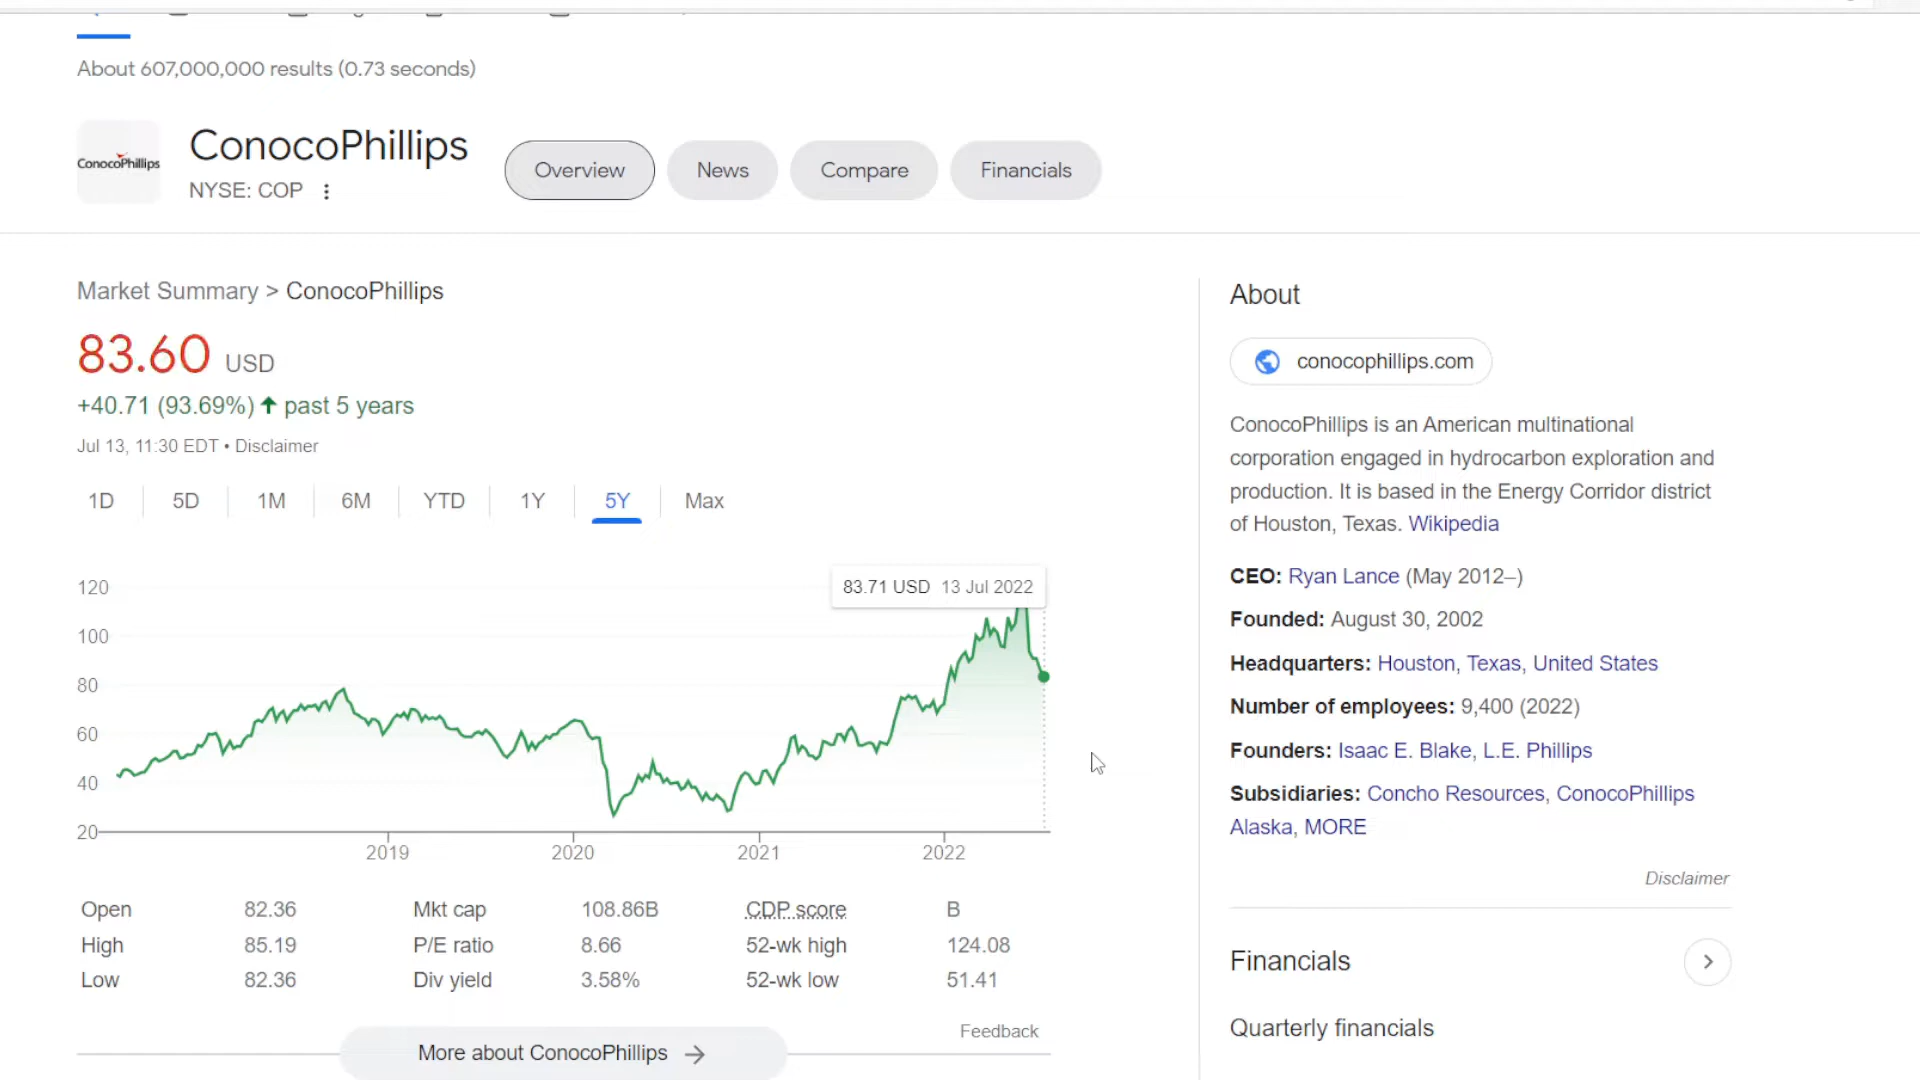 About 607,000,000 results (0.73 seconds)
ConocoPhillips
ConocoPhillips
NYSE: COP
Overview
News
Compare
Financials
Market Summary > ConocoPhillips
83.60 USD
+40.71 (93.69%) past 5 years
Jul 13, 11:30 EDT • Disclaimer
1D 5D 1M 6M YTD 1Y 5Y Max
83.71 USD 13 Jul 2022
120
100
80
60
40
20
2019 2020 2021 2022
Open 82.36 Mkt cap 108.86B CDP score B
High 85.19 P/E ratio 8.66 52-wk high 124.08
Low 82.36 Div yield 3.58% 52-wk low 51.41
Feedback
More about ConocoPhillips
About
conocophillips.com
ConocoPhillips is an American multinational
corporation engaged in hydrocarbon exploration and
production. It is based in the Energy Corridor district
of Houston, Texas. Wikipedia
CEO: Ryan Lance (May 2012–)
Founded: August 30, 2002
Headquarters: Houston, Texas, United States
Number of employees: 9,400 (2022)
Founders: Isaac E. Blake, L.E. Phillips
Subsidiaries: Concho Resources, ConocoPhillips
Alaska, MORE
Disclaimer
Financials
Quarterly financials